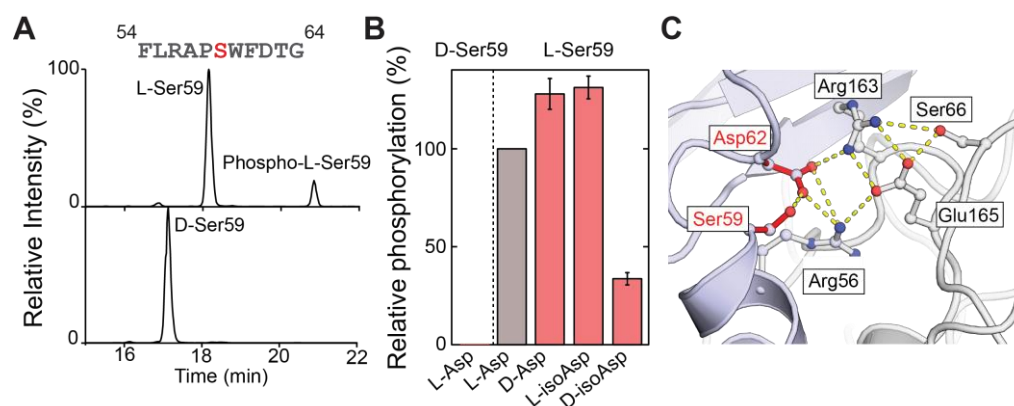 A
54 64
FLRAPSWFDTG
Relative Intensity (%)
100
0
L-Ser59
Phospho-L-Ser59
100
0
D-Ser59
16 18 20 22
Time (min)
B
D-Ser59 L-Ser59
Relative phosphorylation (%)
100
50
0
L-Asp
L-Asp
D-Asp
L-isoAsp
D-isoAsp
C
Arg163
Ser66
Asp62
Ser59
Glu165
Arg56